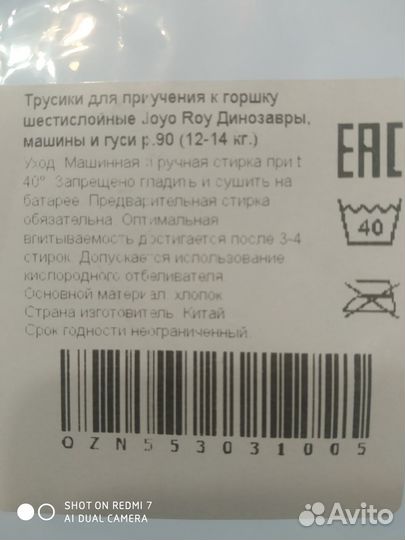 Трусики для приучения к горшку
шестислойные Joyo Roy Динозавры,
машины и гуси р.90 (12-14 кг.)
Уход: Машинная и ручная стирка при t
40°. Запрещено гладить и сушить на
батарее. Предварительная стирка
обязательна. Оптимальная
впитываемость достигается после 3-4
стирок. Допускается использование
кислородного отбеливателя.
Основной материал: хлопок
Страна изготовитель: Китай
Срок годности неограниченный.
EAC
40
OZN553031005
SHOT ON REDMI 7
AI DUAL CAMERA
Avito